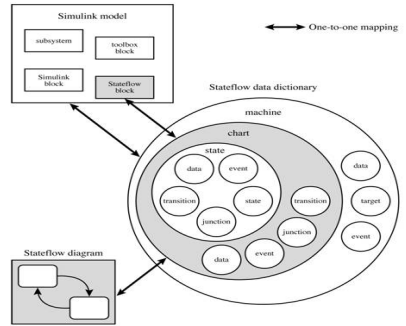 Simulink model
subsystem
toolbox
block
Simulink
block
Stateflow
block
One-to-one mapping
Stateflow data dictionary
machine
chart
state
data
event
transition
state
junction
transition
junction
data
event
data
target
event
Stateflow diagram